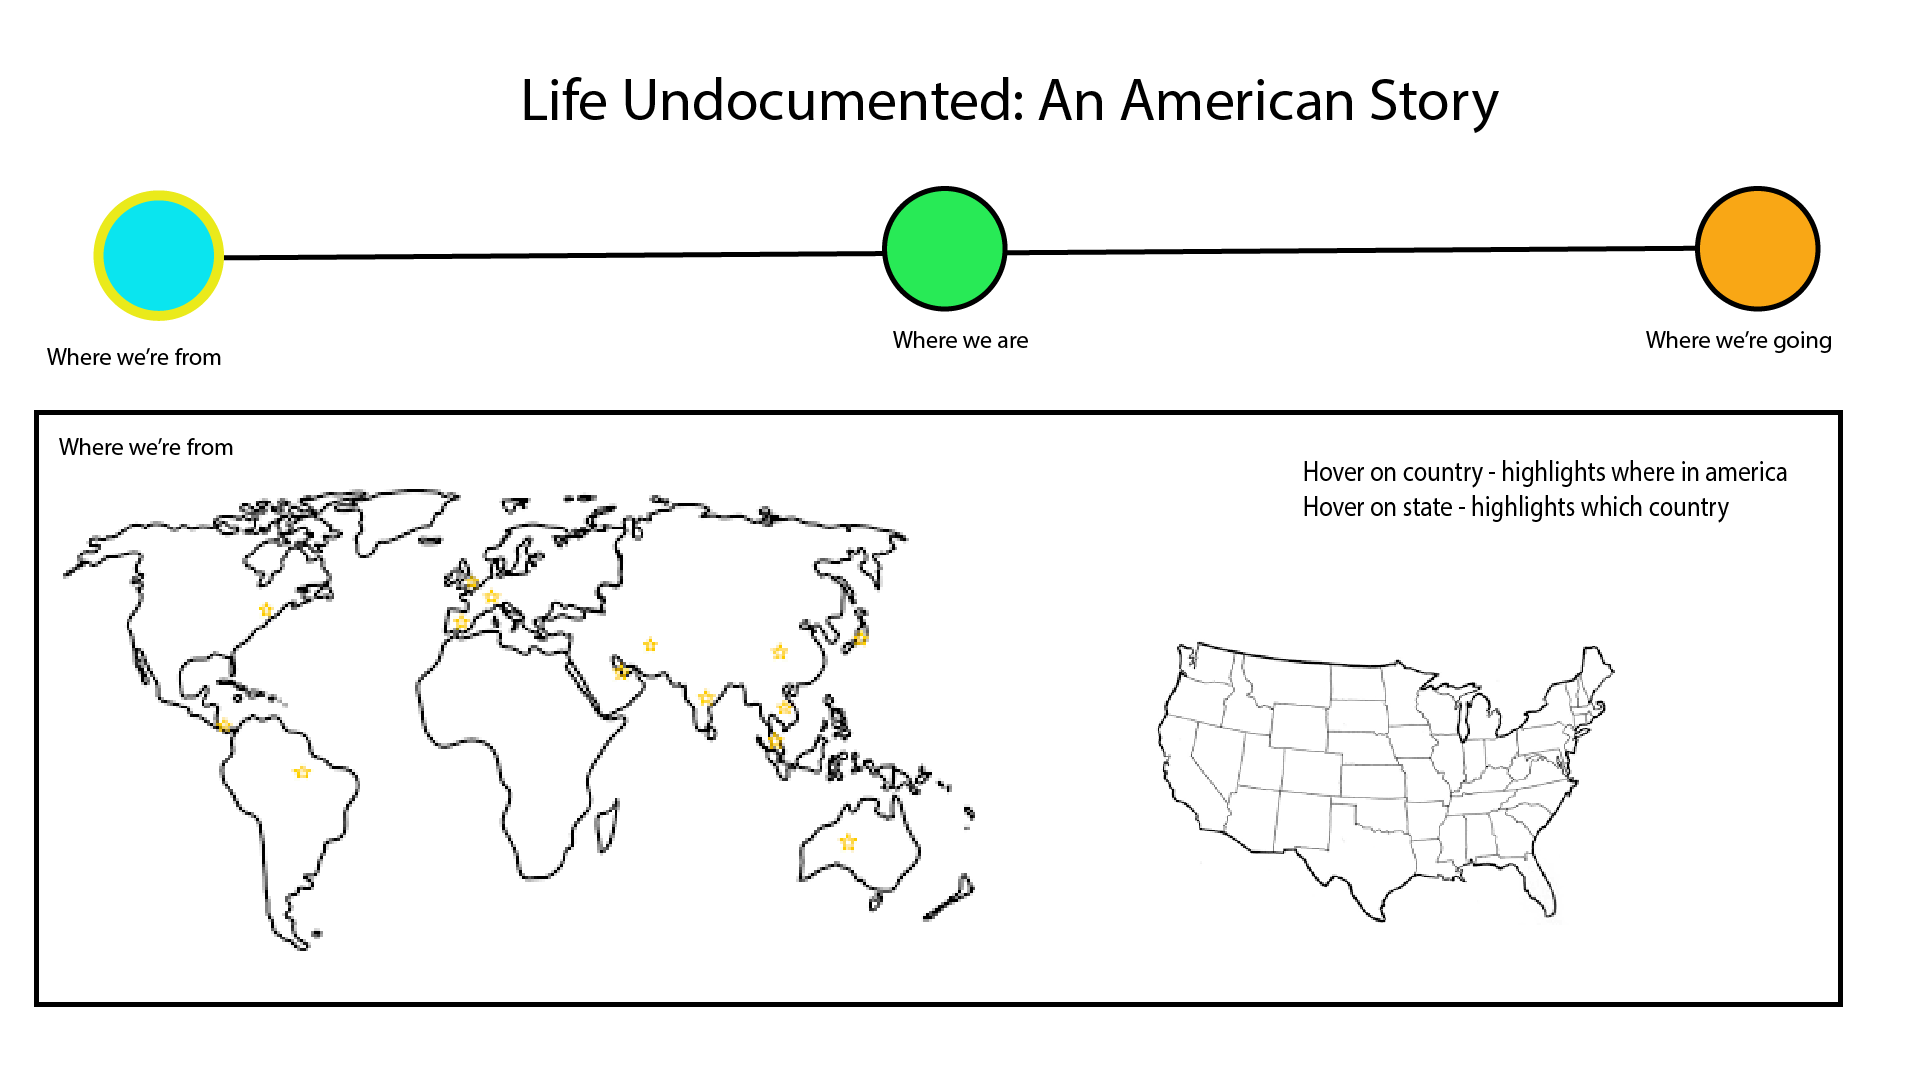 Life Undocumented: An American Story
Where we're from
Where we are
Where we're going
Where we're from
Hover on country - highlights where in america
Hover on state - highlights which country